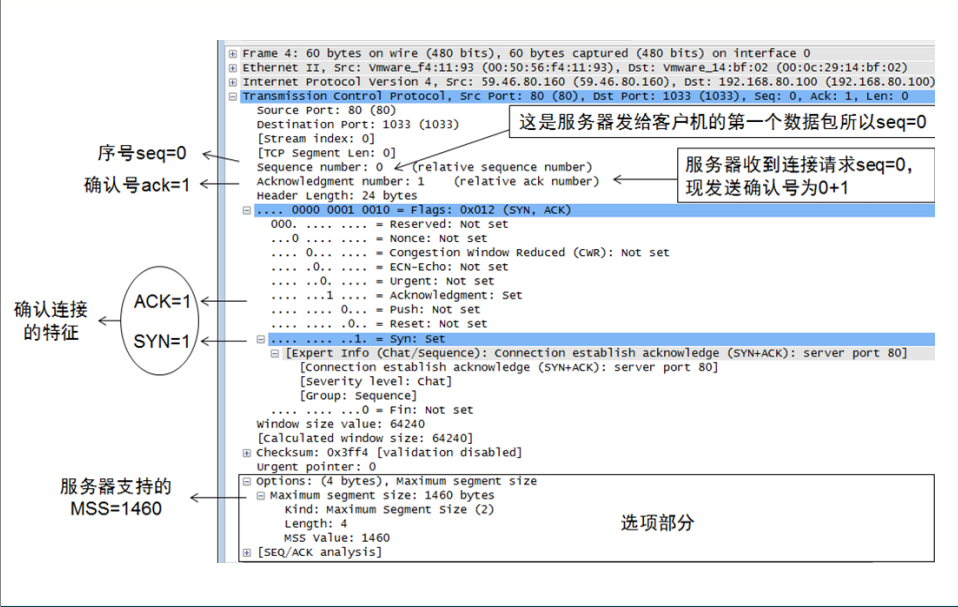 Frame 4: 60 bytes on wire (480 bits), 60 bytes captured (480 bits) on interface 0
Ethernet II, Src: Vmware_f4:11:93 (00:50:56:f4:11:93), Dst: Vmware_14:bf:02 (00:0c:29:14:bf:02)
Internet Protocol Version 4, Src: 59.46.80.160 (59.46.80.160), Dst: 192.168.80.100 (192.168.80.100)
Transmission Control Protocol, Src Port: 80 (80), Dst Port: 1033 (1033), Seq: 0, Ack: 1, Len: 0
Source Port: 80 (80)
Destination Port: 1033 (1033)
这是服务器发给客户机的第一个数据包所以seq=0
[Stream index: 0]
[TCP Segment Len: 0]
序号seq=0
Sequence number: 0 (relative sequence number)
确认号ack=1
Acknowledgment number: 1 (relative ack number)
服务器收到连接请求seq=0,
现发送确认号为0+1
Header Length: 24 bytes
.... 0000 0001 0010 = Flags: 0x012 (SYN, ACK)
000. .... .... = Reserved: Not set
...0 .... .... = Nonce: Not set
.... 0... .... = Congestion Window Reduced (CWR): Not set
.... .0.. .... = ECN-Echo: Not set
.... ..0. .... = Urgent: Not set
.... ...1 .... = Acknowledgment: Set
.... .... 0... = Push: Not set
.... .... .0.. = Reset: Not set
.... .... ..1. = Syn: Set
确认连接
的特征
ACK=1
SYN=1
[Expert Info (Chat/Sequence): Connection establish acknowledge (SYN+ACK): server port 80]
[Connection establish acknowledge (SYN+ACK): server port 80]
[Severity level: Chat]
[Group: Sequence]
.... .... ...0 = Fin: Not set
Window size value: 64240
[Calculated window size: 64240]
Checksum: 0x3ff4 [validation disabled]
Urgent pointer: 0
Options: (4 bytes), Maximum segment size
服务器支持的
MSS=1460
Maximum segment size: 1460 bytes
Kind: Maximum Segment Size (2)
Length: 4
MSS Value: 1460
选项部分
[SEQ/ACK analysis]